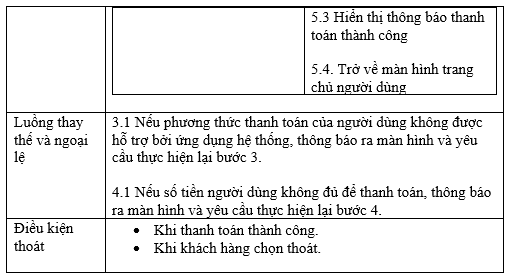 5.3 Hiển thị thông báo thanh
toán thành công
5.4. Trở về màn hình trang
chủ người dùng
Luồng thay
thế và ngoại
lệ
3.1 Nếu phương thức thanh toán của người dùng không được
hỗ trợ bởi ứng dụng hệ thống, thông báo ra màn hình và yêu
cầu thực hiện lại bước 3.
4.1 Nếu số tiền người dùng không đủ để thanh toán, thông báo
ra màn hình và yêu cầu thực hiện lại bước 4.
Điều kiện
thoát
• Khi thanh toán thành công.
• Khi khách hàng chọn thoát.